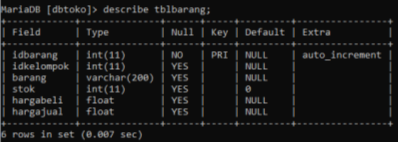 MariaDB [dbtoko]> describe tblbarang;
+------------+--------------+------+-----+---------+----------------+
| Field      | Type         | Null | Key | Default | Extra          |
+------------+--------------+------+-----+---------+----------------+
| idbarang   | int(11)      | NO   | PRI | NULL    | auto_increment |
| idkelompok | int(11)      | YES  |     | NULL    |                |
| barang     | varchar(200) | YES  |     | NULL    |                |
| stok       | int(11)      | YES  |     | 0       |                |
| hargabeli  | float        | YES  |     | NULL    |                |
| hargajual  | float        | YES  |     | NULL    |                |
+------------+--------------+------+-----+---------+----------------+
6 rows in set (0.007 sec)